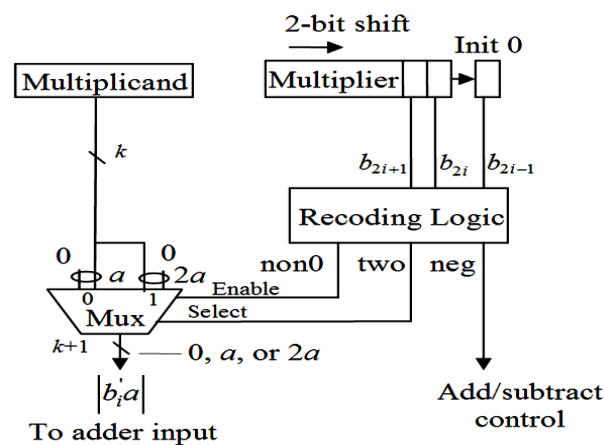 2-bit shift
Init 0
Multiplicand
Multiplier
k
b2i+1
b2i
b2i−1
Recoding Logic
0
a
0
2a
non0
two
neg
0
1
Enable
Mux
Select
k+1
0, a, or 2a
|b'i a|
To adder input
Add/subtract
control